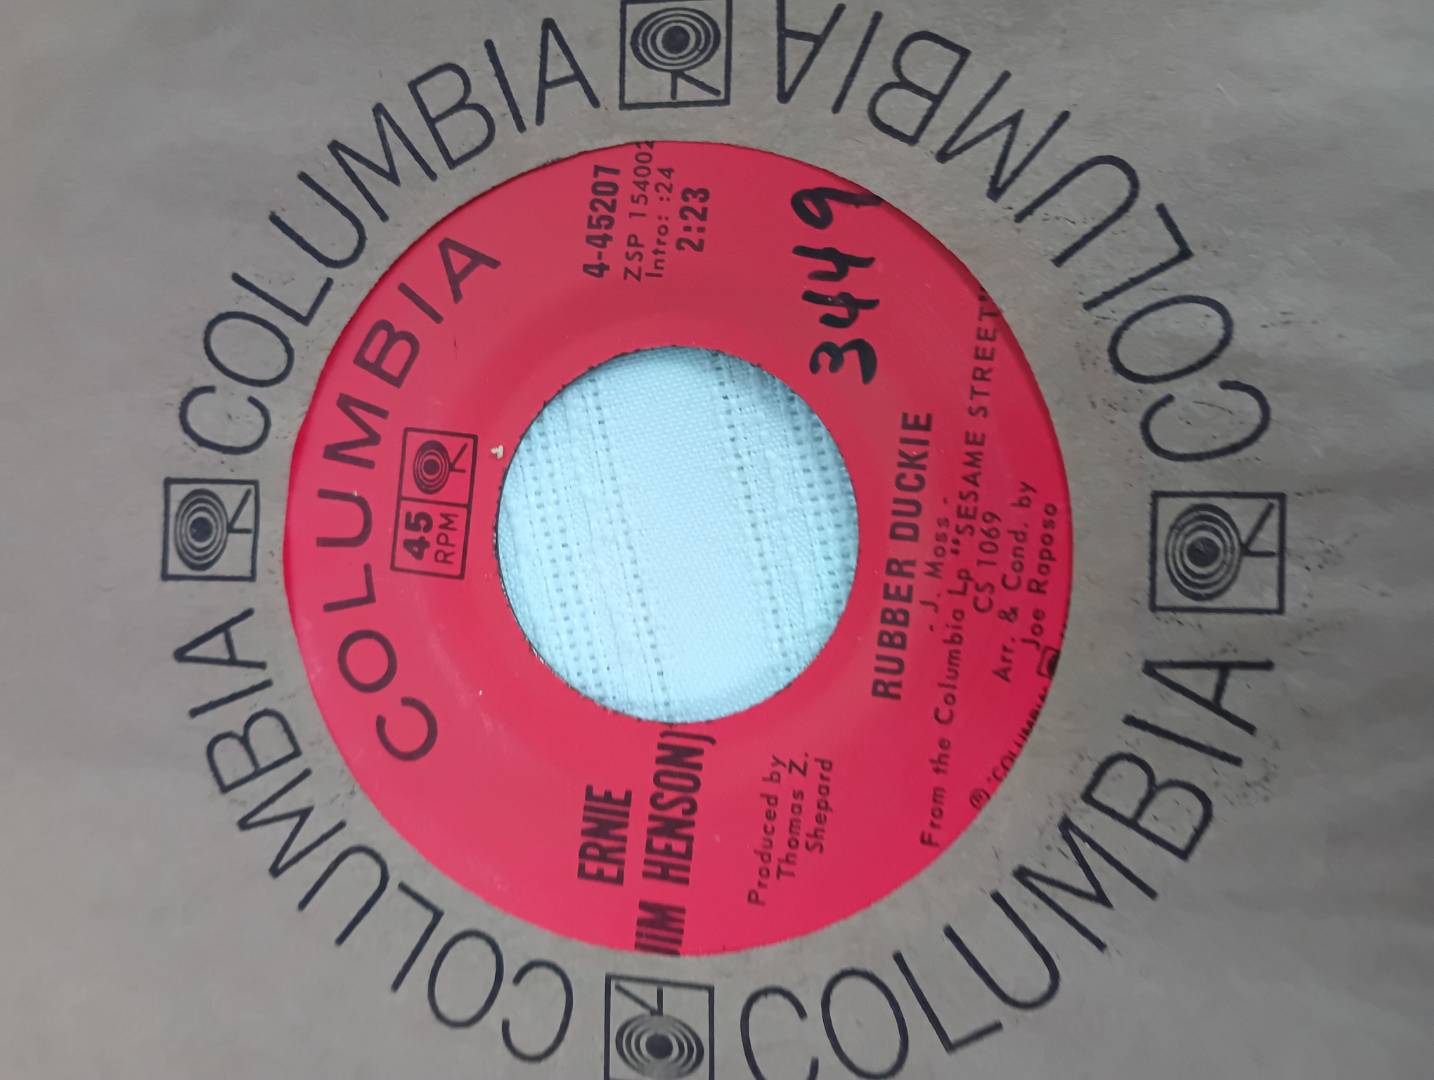 COLUMBIA
COLUMBIA
COLUMBIA
COLUMBIA
COLUMBIA
45
RPM
4-45207
ZSP 154002
Intro: :24
2:23
3449
ERNIE
JIM HENSON)
Produced by
Thomas Z.
Shepard
RUBBER DUCKIE
- J. Moss -
From the Columbia Lp "SESAME STREET"
CS 1069
Arr. & Cond. by
Joe Raposo
Ⓟ "COLUMBIA"